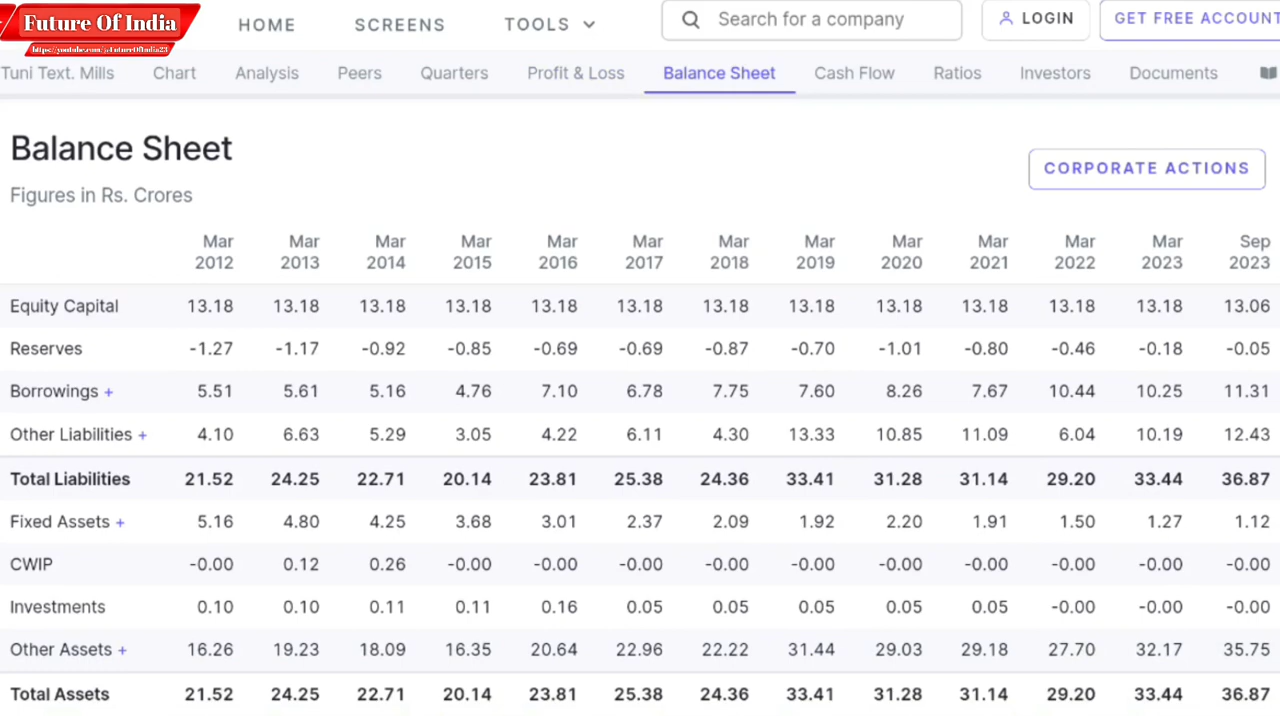 Future Of India
https://youtube.com/@FutureOfIndia23
HOME SCREENS TOOLS Search for a company LOGIN GET FREE ACCOUNT
Tuni Text. Mills Chart Analysis Peers Quarters Profit & Loss Balance Sheet Cash Flow Ratios Investors Documents
Balance Sheet
CORPORATE ACTIONS
Figures in Rs. Crores
Mar 2012 Mar 2013 Mar 2014 Mar 2015 Mar 2016 Mar 2017 Mar 2018 Mar 2019 Mar 2020 Mar 2021 Mar 2022 Mar 2023 Sep 2023
Equity Capital 13.18 13.18 13.18 13.18 13.18 13.18 13.18 13.18 13.18 13.18 13.18 13.18 13.06
Reserves -1.27 -1.17 -0.92 -0.85 -0.69 -0.69 -0.87 -0.70 -1.01 -0.80 -0.46 -0.18 -0.05
Borrowings + 5.51 5.61 5.16 4.76 7.10 6.78 7.75 7.60 8.26 7.67 10.44 10.25 11.31
Other Liabilities + 4.10 6.63 5.29 3.05 4.22 6.11 4.30 13.33 10.85 11.09 6.04 10.19 12.43
Total Liabilities 21.52 24.25 22.71 20.14 23.81 25.38 24.36 33.41 31.28 31.14 29.20 33.44 36.87
Fixed Assets + 5.16 4.80 4.25 3.68 3.01 2.37 2.09 1.92 2.20 1.91 1.50 1.27 1.12
CWIP -0.00 0.12 0.26 -0.00 -0.00 -0.00 -0.00 -0.00 -0.00 -0.00 -0.00 -0.00 -0.00
Investments 0.10 0.10 0.11 0.11 0.16 0.05 0.05 0.05 0.05 0.05 -0.00 -0.00 -0.00
Other Assets + 16.26 19.23 18.09 16.35 20.64 22.96 22.22 31.44 29.03 29.18 27.70 32.17 35.75
Total Assets 21.52 24.25 22.71 20.14 23.81 25.38 24.36 33.41 31.28 31.14 29.20 33.44 36.87